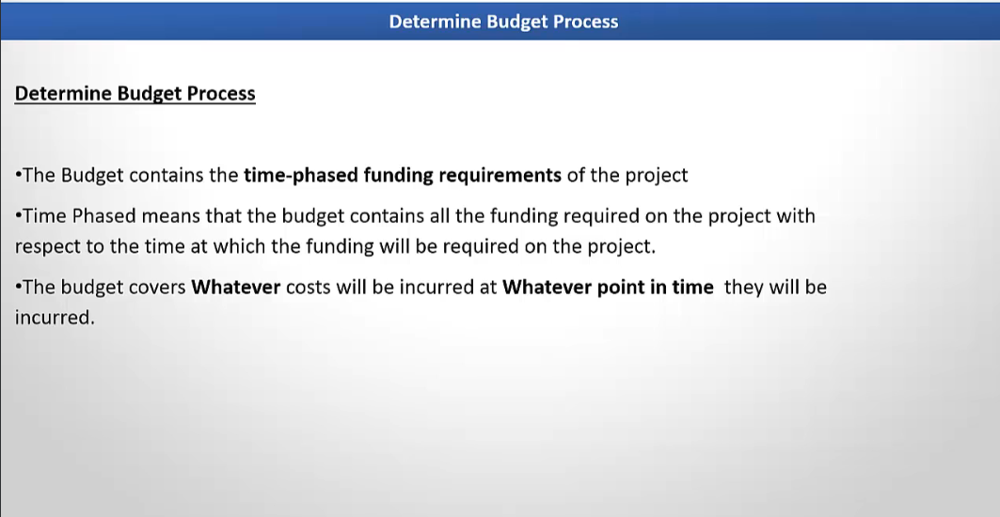 Determine Budget Process
Determine Budget Process
•The Budget contains the time-phased funding requirements of the project
•Time Phased means that the budget contains all the funding required on the project with
respect to the time at which the funding will be required on the project.
•The budget covers Whatever costs will be incurred at Whatever point in time  they will be
incurred.